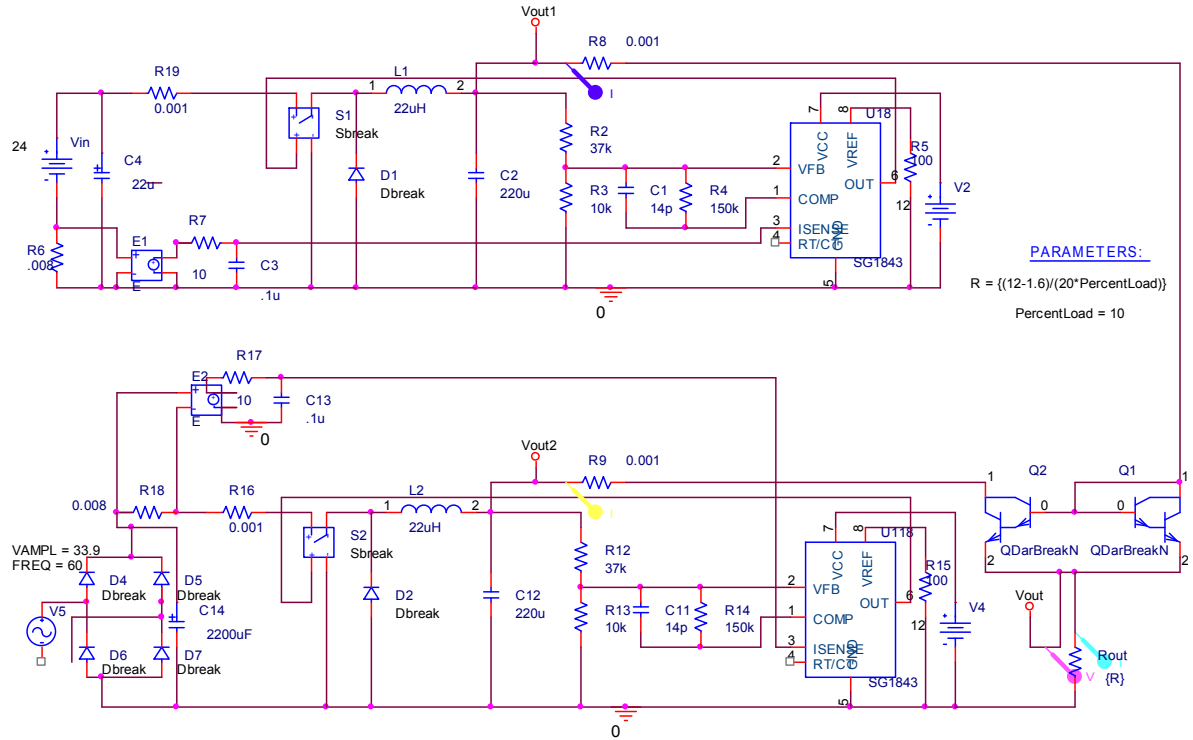 Vout1
R8 0.001
R19
0.001
L1
1 2
22uH
I
S1
Sbreak
Vin
24
C4
22u
R2
37k
D1
Dbreak
C2
220u
R3
10k
C1
14p
R4
150k
7 8 U18
VCC VREF
2 VFB
1 COMP
OUT 6
3 ISENSE
4 RT/CT
GND
5
SG1843
R5
100
V2
12
R6
.008
E1
E
R7
10
C3
.1u
0
PARAMETERS:
R = {(12-1.6)/(20*PercentLoad)}
PercentLoad = 10
R17
E2
10
E
C13
.1u
0
Vout2
R9 0.001
0.008
R18
R16
0.001
L2
1 2
22uH
I
S2
Sbreak
VAMPL = 33.9
FREQ = 60
V5
D4
Dbreak
D5
Dbreak
C14
2200uF
D6
Dbreak
D7
Dbreak
D2
Dbreak
C12
220u
R12
37k
R13
10k
C11
14p
R14
150k
7 8 U118
VCC VREF
2 VFB
1 COMP
OUT 6
3 ISENSE
4 RT/CT
GND
5
SG1843
R15
100
V4
12
0
1 Q2 Q1 1
0 0
QDarBreakN QDarBreakN
2 2
Vout
Rout
{R}
V
I